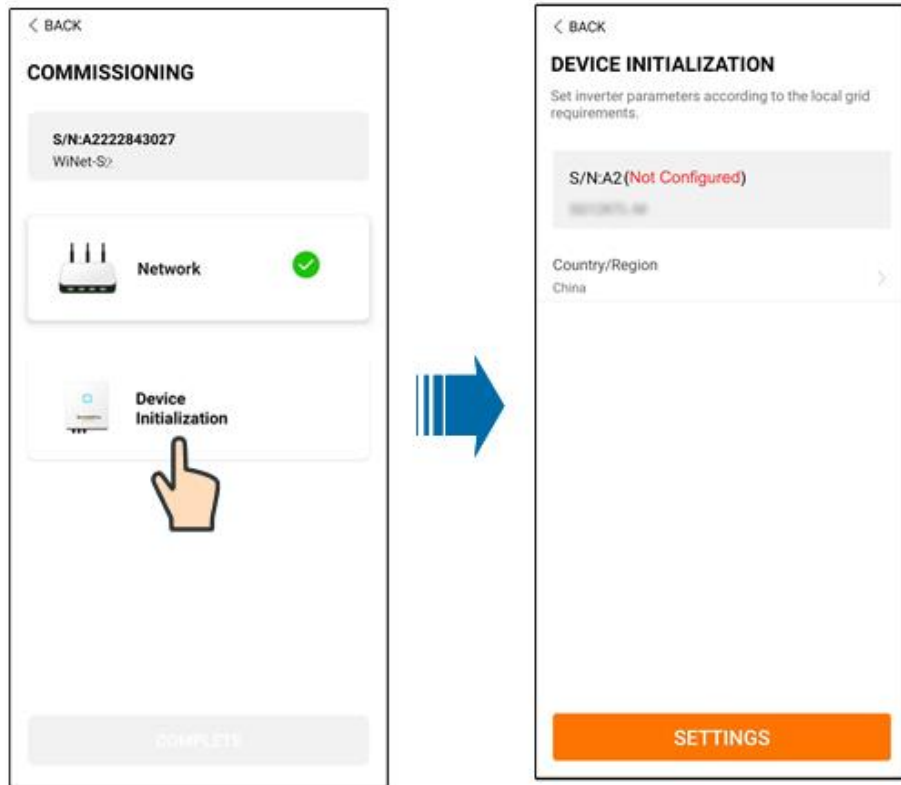 < BACK
COMMISSIONING
S/N:A2222843027
WiNet-S>
Network
Device
Initialization
COMPLETE
< BACK
DEVICE INITIALIZATION
Set inverter parameters according to the local grid
requirements.
S/N:A2(Not Configured)
Country/Region
China
SETTINGS